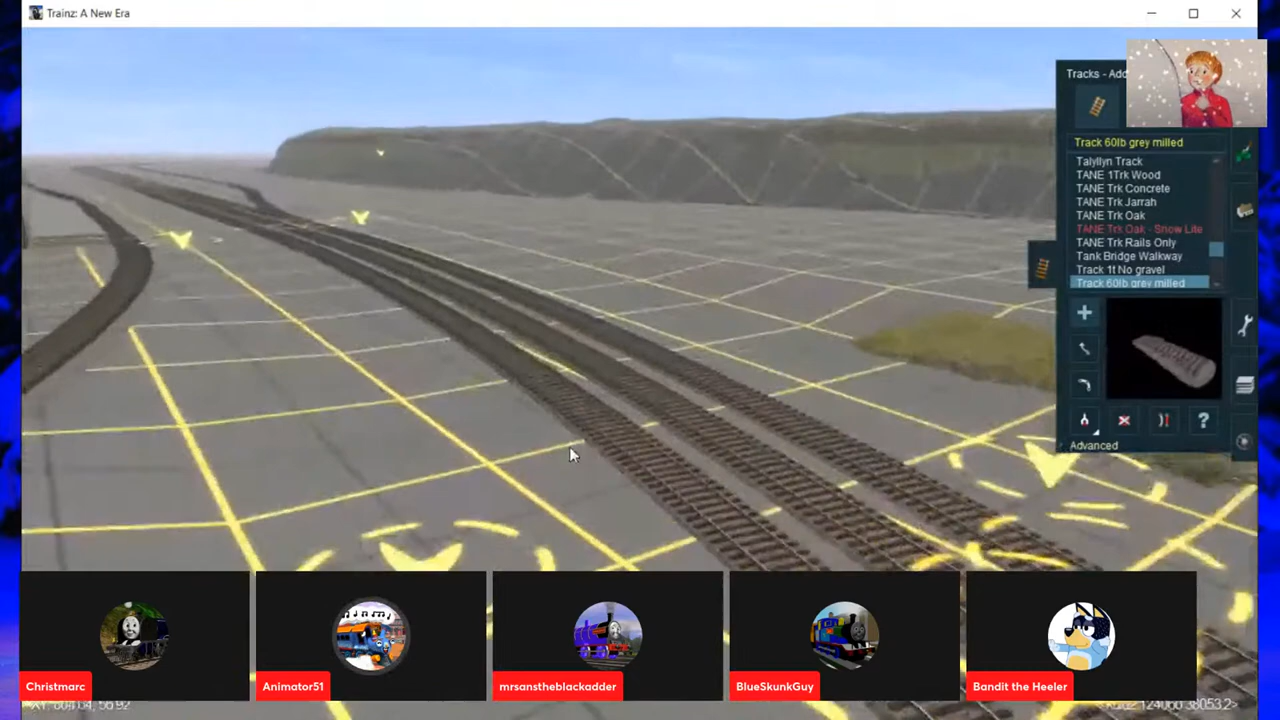 Trainz: A New Era
Tracks - Add
Track 60lb grey milled
Talyllyn Track
TANE 1Trk Wood
TANE Trk Concrete
TANE Trk Jarrah
TANE Trk Oak
TANE Trk Oak - Snow Lite
TANE Trk Rails Only
Tank Bridge Walkway
Track 1t No gravel
Track 60lb grey milled
?
Advanced
Christmarc
Animator51
mrsanstheblackadder
BlueSkunkGuy
Bandit the Heeler